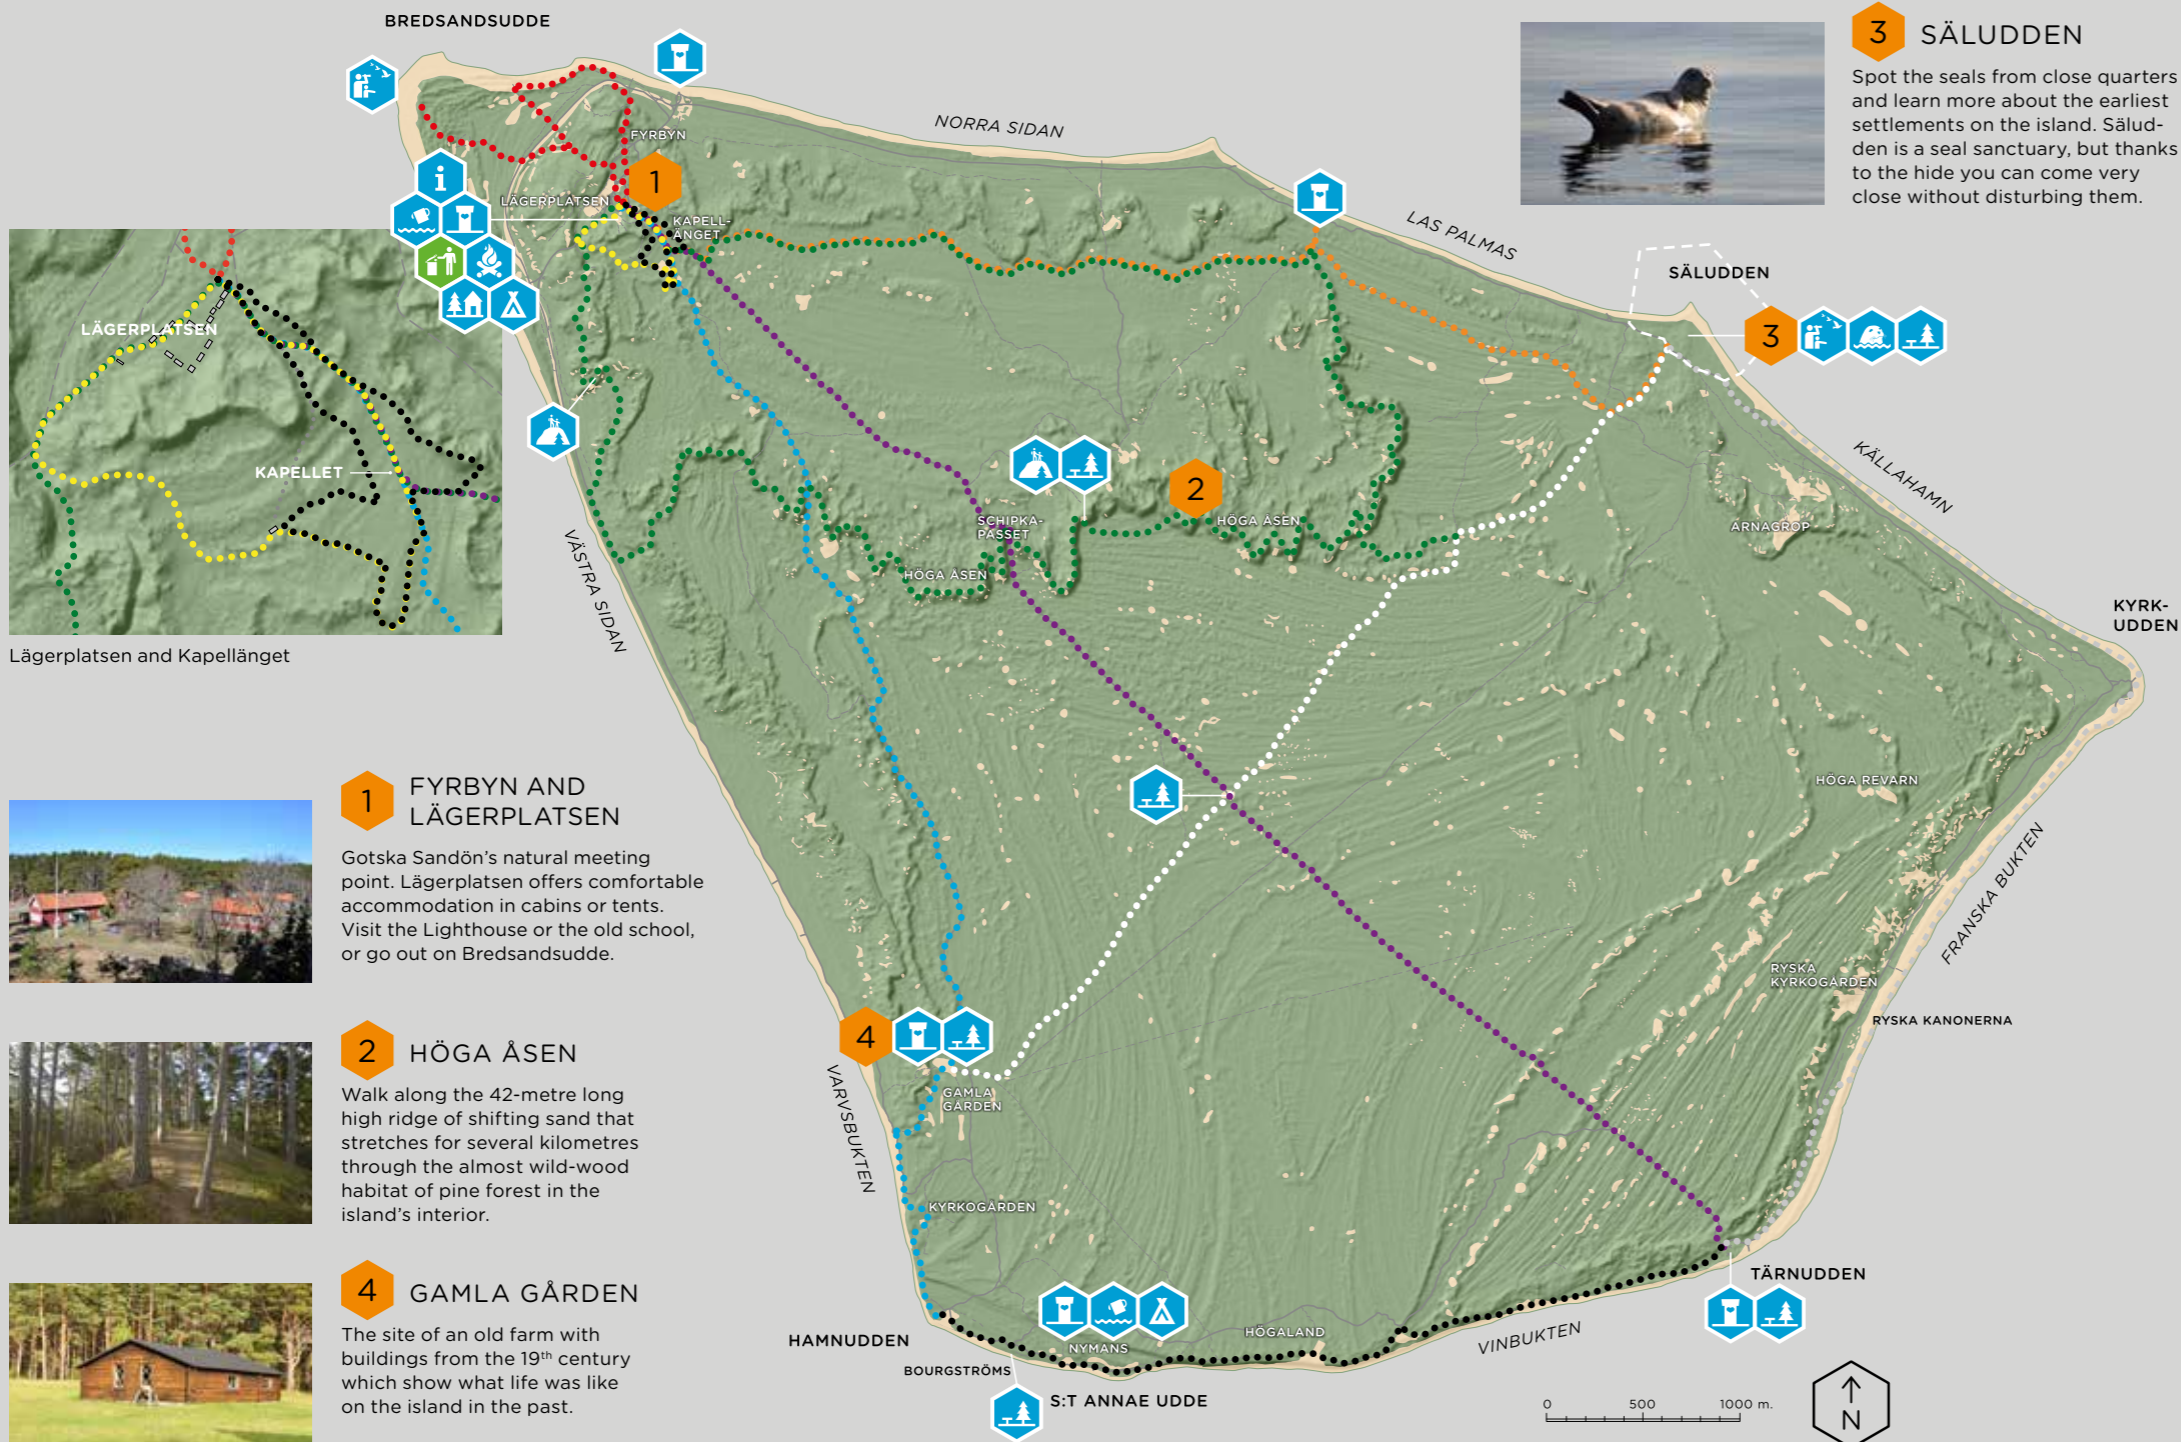 BREDSANDSUDDE
NORRA SIDAN
LAS PALMAS
3
SÄLUDDEN
Spot the seals from close quarters
and learn more about the earliest
settlements on the island. Sälud-
den is a seal sanctuary, but thanks
to the hide you can come very
close without disturbing them.
FYRBYN
1
LÄGERPLATSEN
KAPELL-
ÄNGET
SÄLUDDEN
3
KÄLLAHAMN
ARNAGROP
LÄGERPLATSEN
KAPELLET
Lägerplatsen and Kapellänget
VÄSTRA SIDAN
2
SCHIPKA-
PASSET
HÖGA ÅSEN
HÖGA ÅSEN
KYRK-
UDDEN
HÖGA REVARN
FRANSKA BUKTEN
RYSKA
KYRKOGÅRDEN
RYSKA KANONERNA
1
FYRBYN AND
LÄGERPLATSEN
Gotska Sandön’s natural meeting
point. Lägerplatsen offers comfortable
accommodation in cabins or tents.
Visit the Lighthouse or the old school,
or go out on Bredsandsudde.
2
HÖGA ÅSEN
Walk along the 42-metre long
high ridge of shifting sand that
stretches for several kilometres
through the almost wild-wood
habitat of pine forest in the
island’s interior.
4
GAMLA GÅRDEN
The site of an old farm with
buildings from the 19th century
which show what life was like
on the island in the past.
4
GAMLA
GÅRDEN
VARVSBUKTEN
KYRKOGÅRDEN
HAMNUDDEN
BOURGSTRÖMS
NYMANS
S:T ANNAE UDDE
HÖGALAND
VINBUKTEN
TÄRNUDDEN
0 500 1000 m.
N